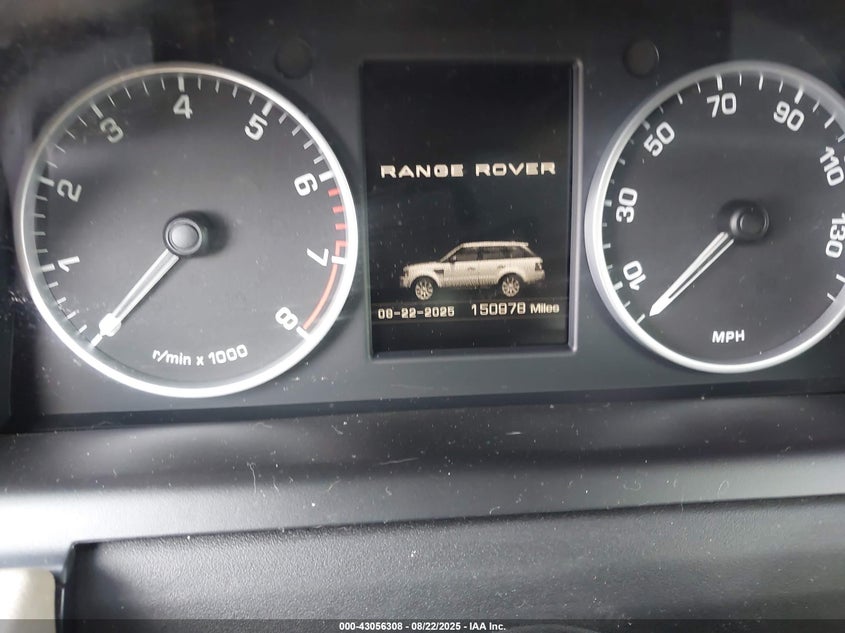 1 2 3 4 5 6 7 8
r/min x 1000
RANGE ROVER
08-22-2025 150878 Miles
10 30 50 70 90 110 130
MPH
000-43056308 - 08/22/2025 - IAA Inc.